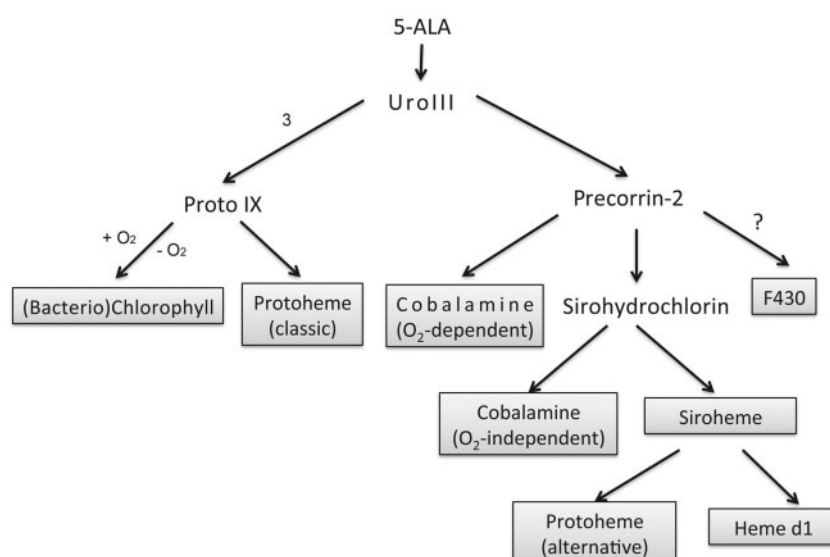 5-ALA
UroIII
3
Proto IX
Precorrin-2
+ O₂
- O₂
?
(Bacterio)Chlorophyll
Protoheme
(classic)
Cobalamine
(O₂-dependent)
Sirohydrochlorin
F430
Cobalamine
(O₂-independent)
Siroheme
Protoheme
(alternative)
Heme d1